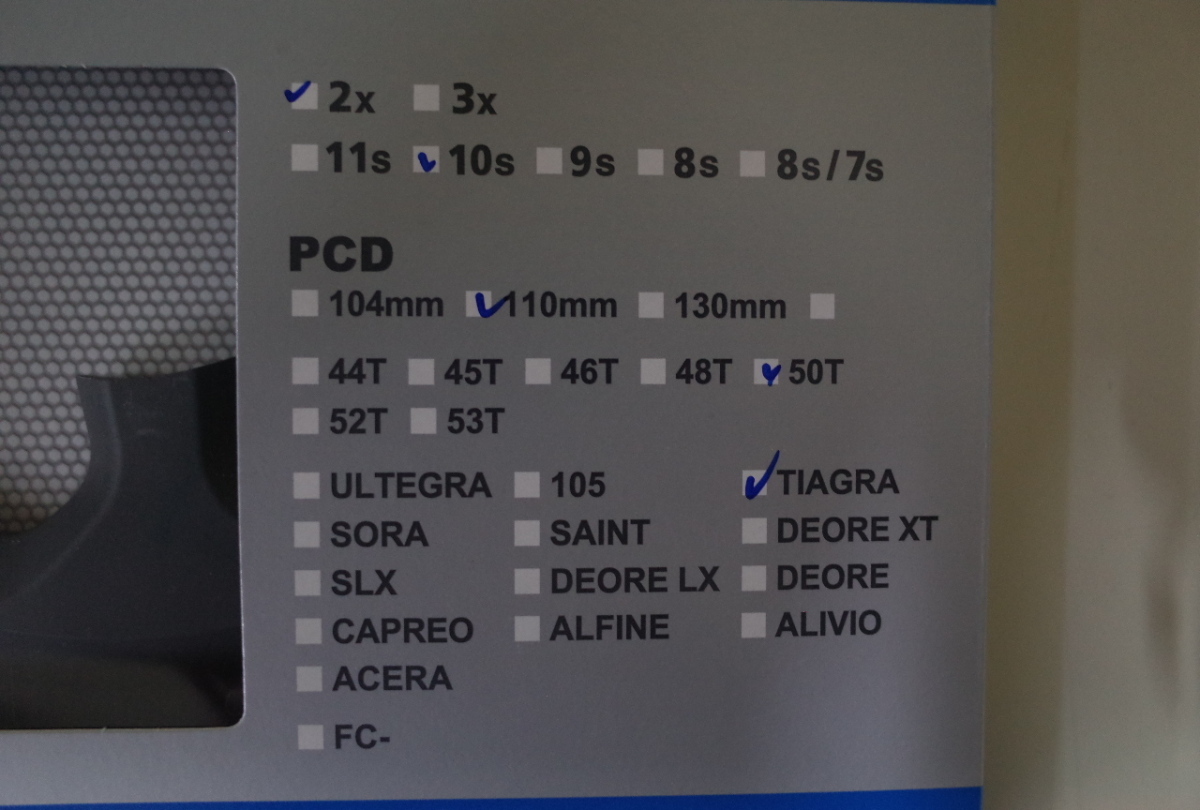 2x 3x
11s 10s 9s 8s 8s/7s
PCD
104mm 110mm 130mm
44T 45T 46T 48T 50T
52T 53T
ULTEGRA 105 TIAGRA
SORA SAINT DEORE XT
SLX DEORE LX DEORE
CAPREO ALFINE ALIVIO
ACERA
FC-